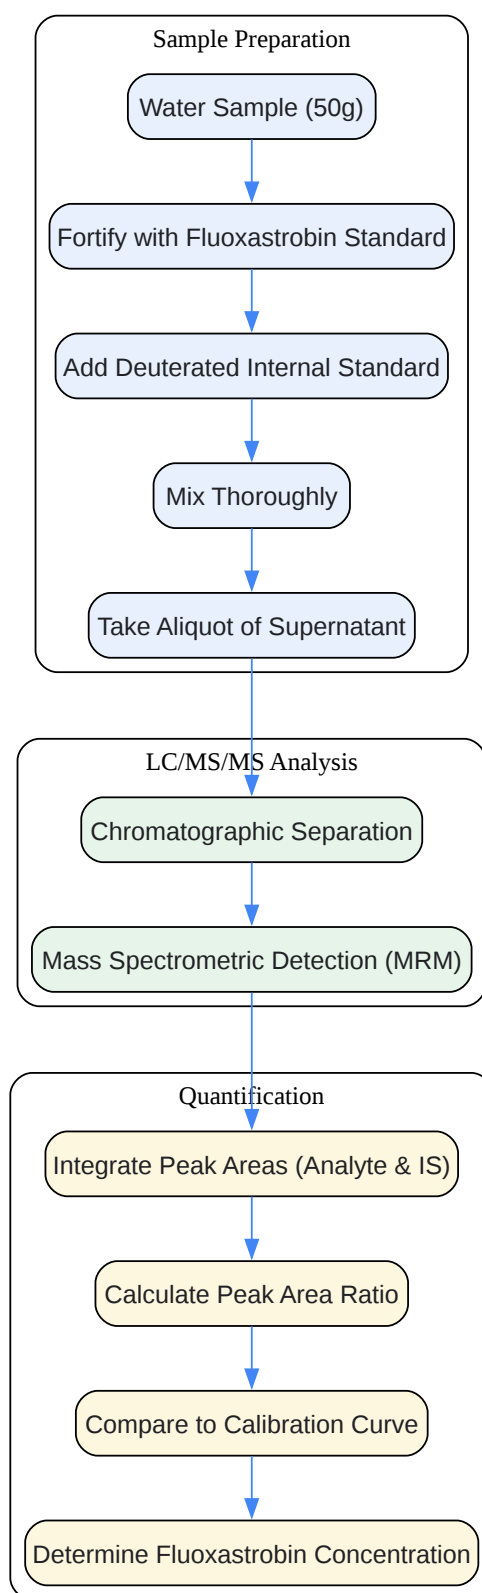 Sample Preparation
Water Sample (50g)
Fortify with Fluoxastrobin Standard
Add Deuterated Internal Standard
Mix Thoroughly
Take Aliquot of Supernatant
LC/MS/MS Analysis
Chromatographic Separation
Mass Spectrometric Detection (MRM)
Quantification
Integrate Peak Areas (Analyte & IS)
Calculate Peak Area Ratio
Compare to Calibration Curve
Determine Fluoxastrobin Concentration